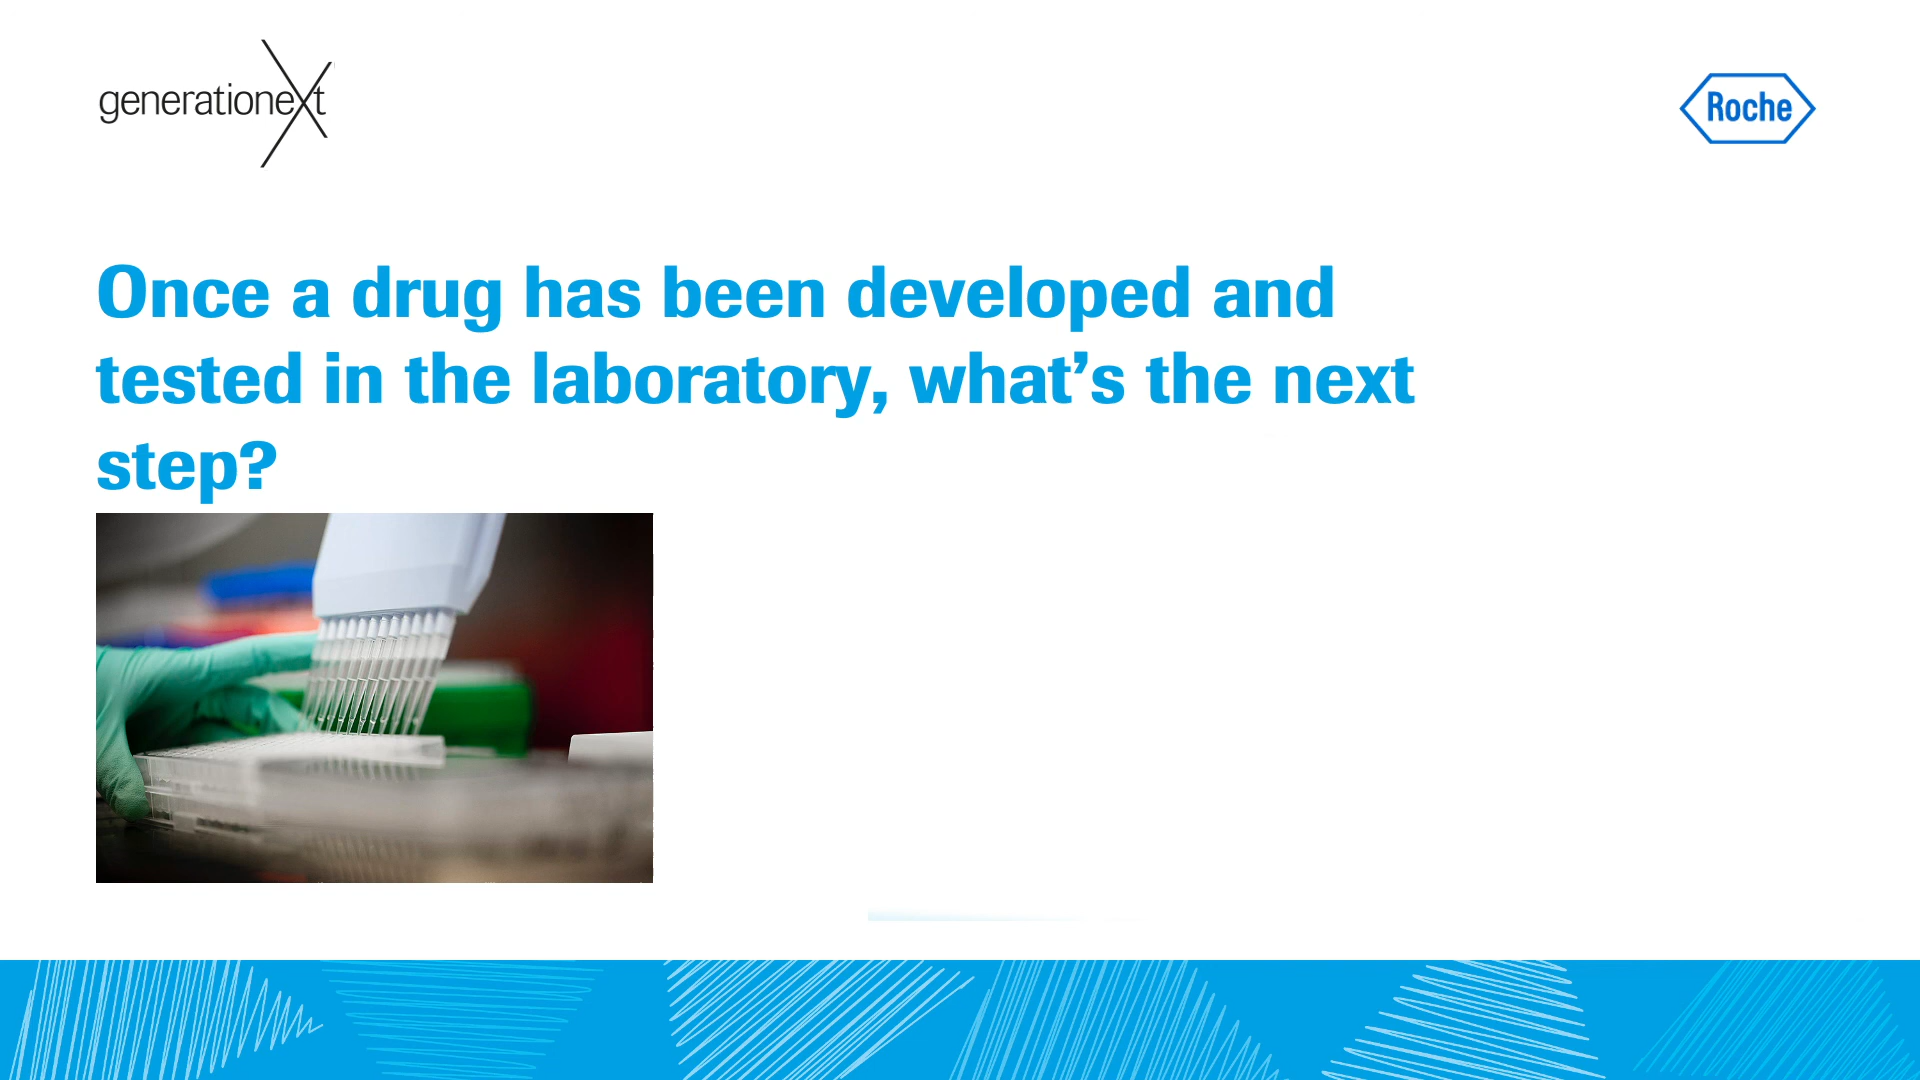 generationext
Roche
Once a drug has been developed and
tested in the laboratory, what’s the next
step?